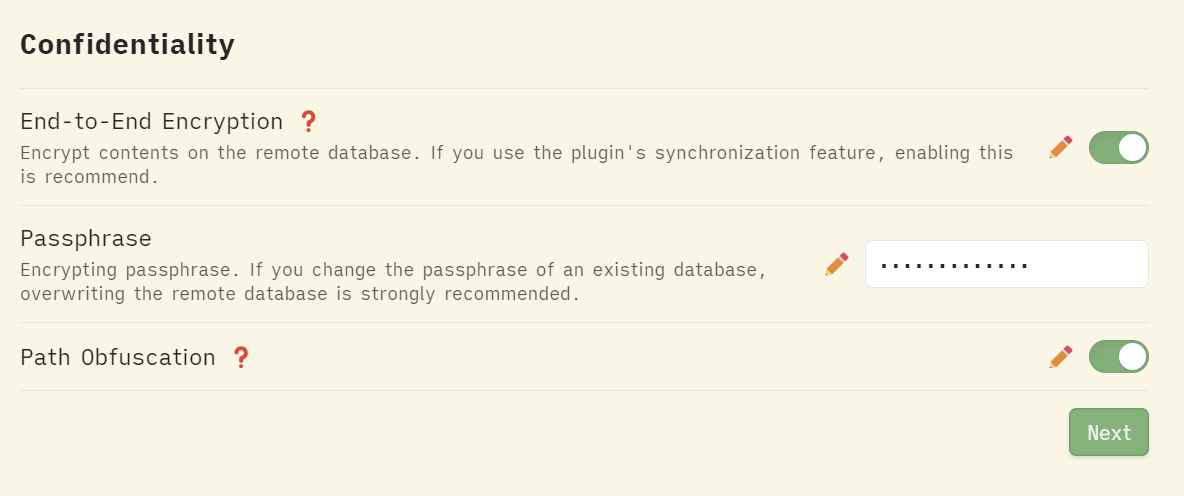 Confidentiality
End-to-End Encryption ❓
Encrypt contents on the remote database. If you use the plugin's synchronization feature, enabling this
is recommend.
Passphrase
Encrypting passphrase. If you change the passphrase of an existing database,
overwriting the remote database is strongly recommended.
Path Obfuscation ❓
Next